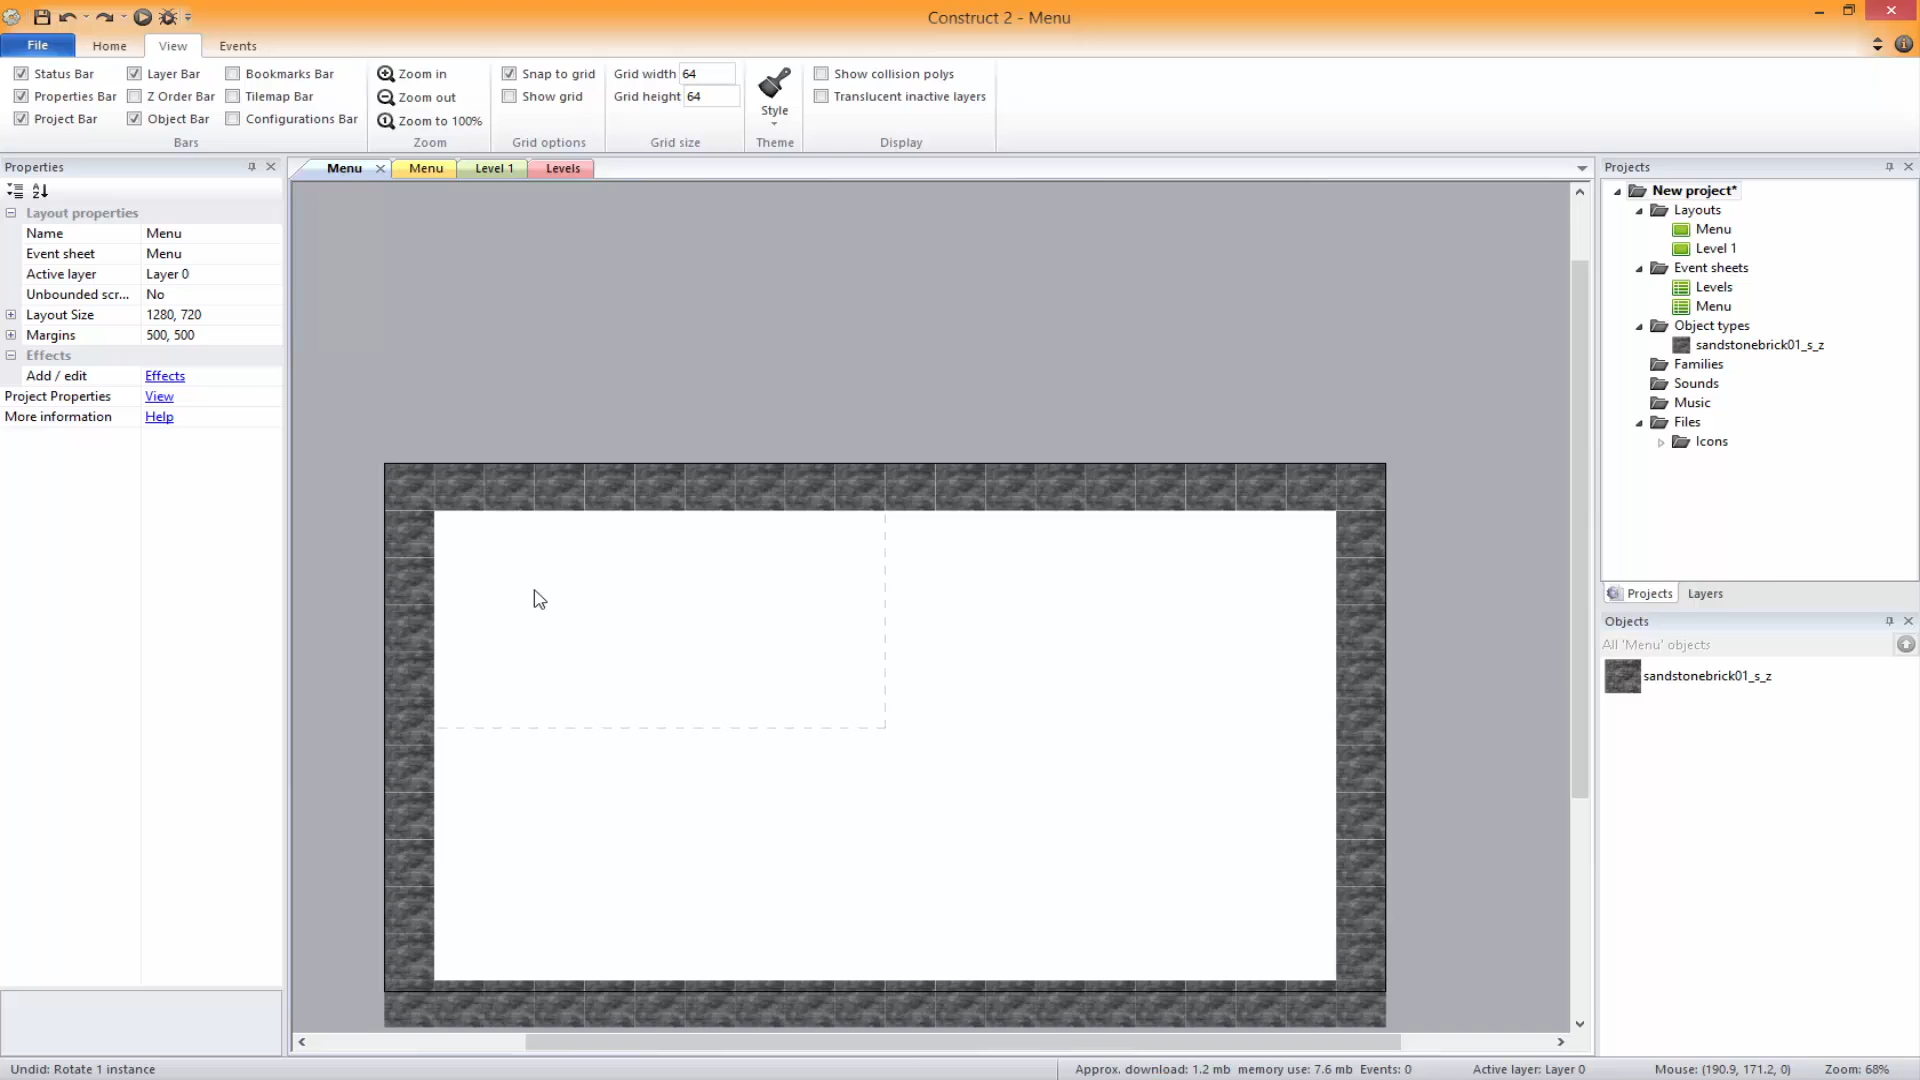 Construct 2 - Menu
File Home View Events
Status Bar Layer Bar Bookmarks Bar Zoom in Snap to grid Grid width 64 Show collision polys
Properties Bar Z Order Bar Tilemap Bar Zoom out Show grid Grid height 64 Style Translucent inactive layers
Project Bar Object Bar Configurations Bar Zoom to 100%
Bars Zoom Grid options Grid size Theme Display
Properties
Layout properties
Name Menu
Event sheet Menu
Active layer Layer 0
Unbounded scr... No
Layout Size 1280, 720
Margins 500, 500
Effects
Add / edit Effects
Project Properties View
More information Help
Menu Menu Level 1 Levels
Projects
New project*
Layouts
Menu
Level 1
Event sheets
Levels
Menu
Object types
sandstonebrick01_s_z
Families
Sounds
Music
Files
Icons
Projects Layers
Objects
All 'Menu' objects
sandstonebrick01_s_z
Undid: Rotate 1 instance Approx. download: 1.2 mb memory use: 7.6 mb Events: 0 Active layer: Layer 0 Mouse: (190.9, 171.2, 0) Zoom: 68%